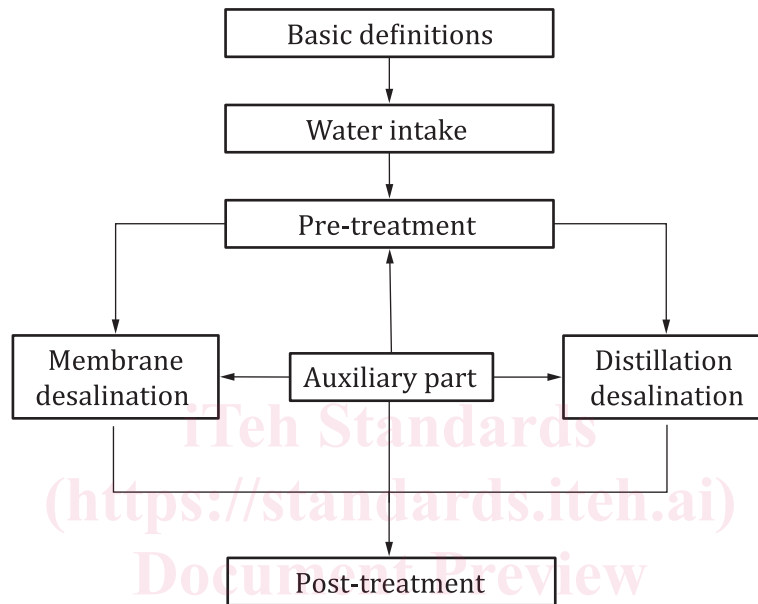 Basic definitions
Water intake
Pre-treatment
Membrane
desalination
Auxiliary part
Distillation
desalination
iTeh Standards
(https://standards.iteh.ai)
Document Preview
Post-treatment